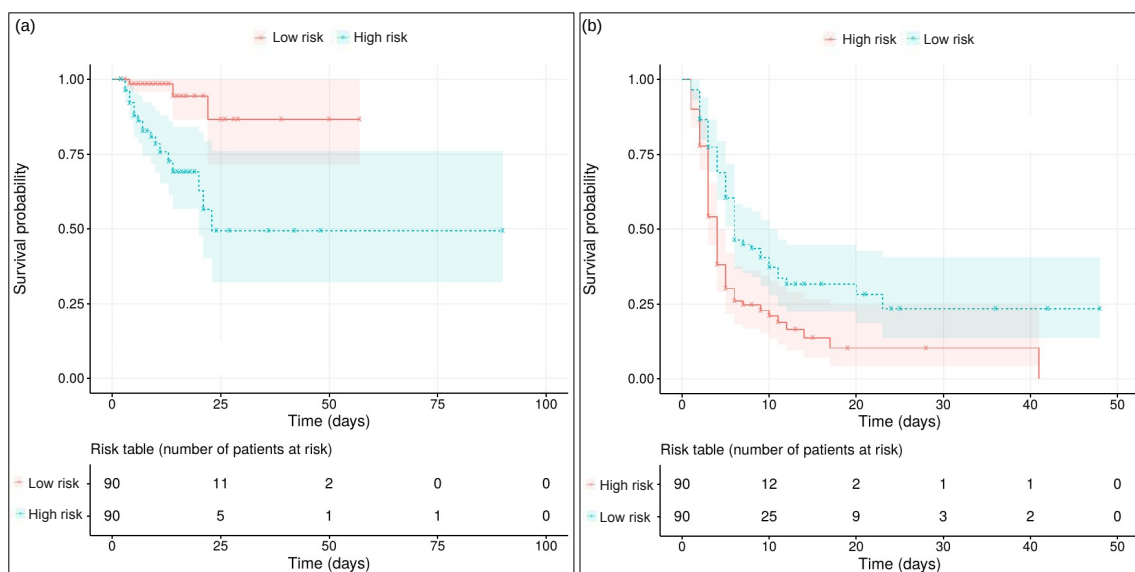 (a)
Low risk High risk
Survival probability
1.00
0.75
0.50
0.25
0.00
0 25 50 75 100
Time (days)
Risk table (number of patients at risk)
Low risk 90 11 2 0 0
High risk 90 5 1 1 0
0 25 50 75 100
Time (days)
(b)
High risk Low risk
Survival probability
1.00
0.75
0.50
0.25
0.00
0 10 20 30 40 50
Time (days)
Risk table (number of patients at risk)
High risk 90 12 2 1 1 0
Low risk 90 25 9 3 2 0
0 10 20 30 40 50
Time (days)